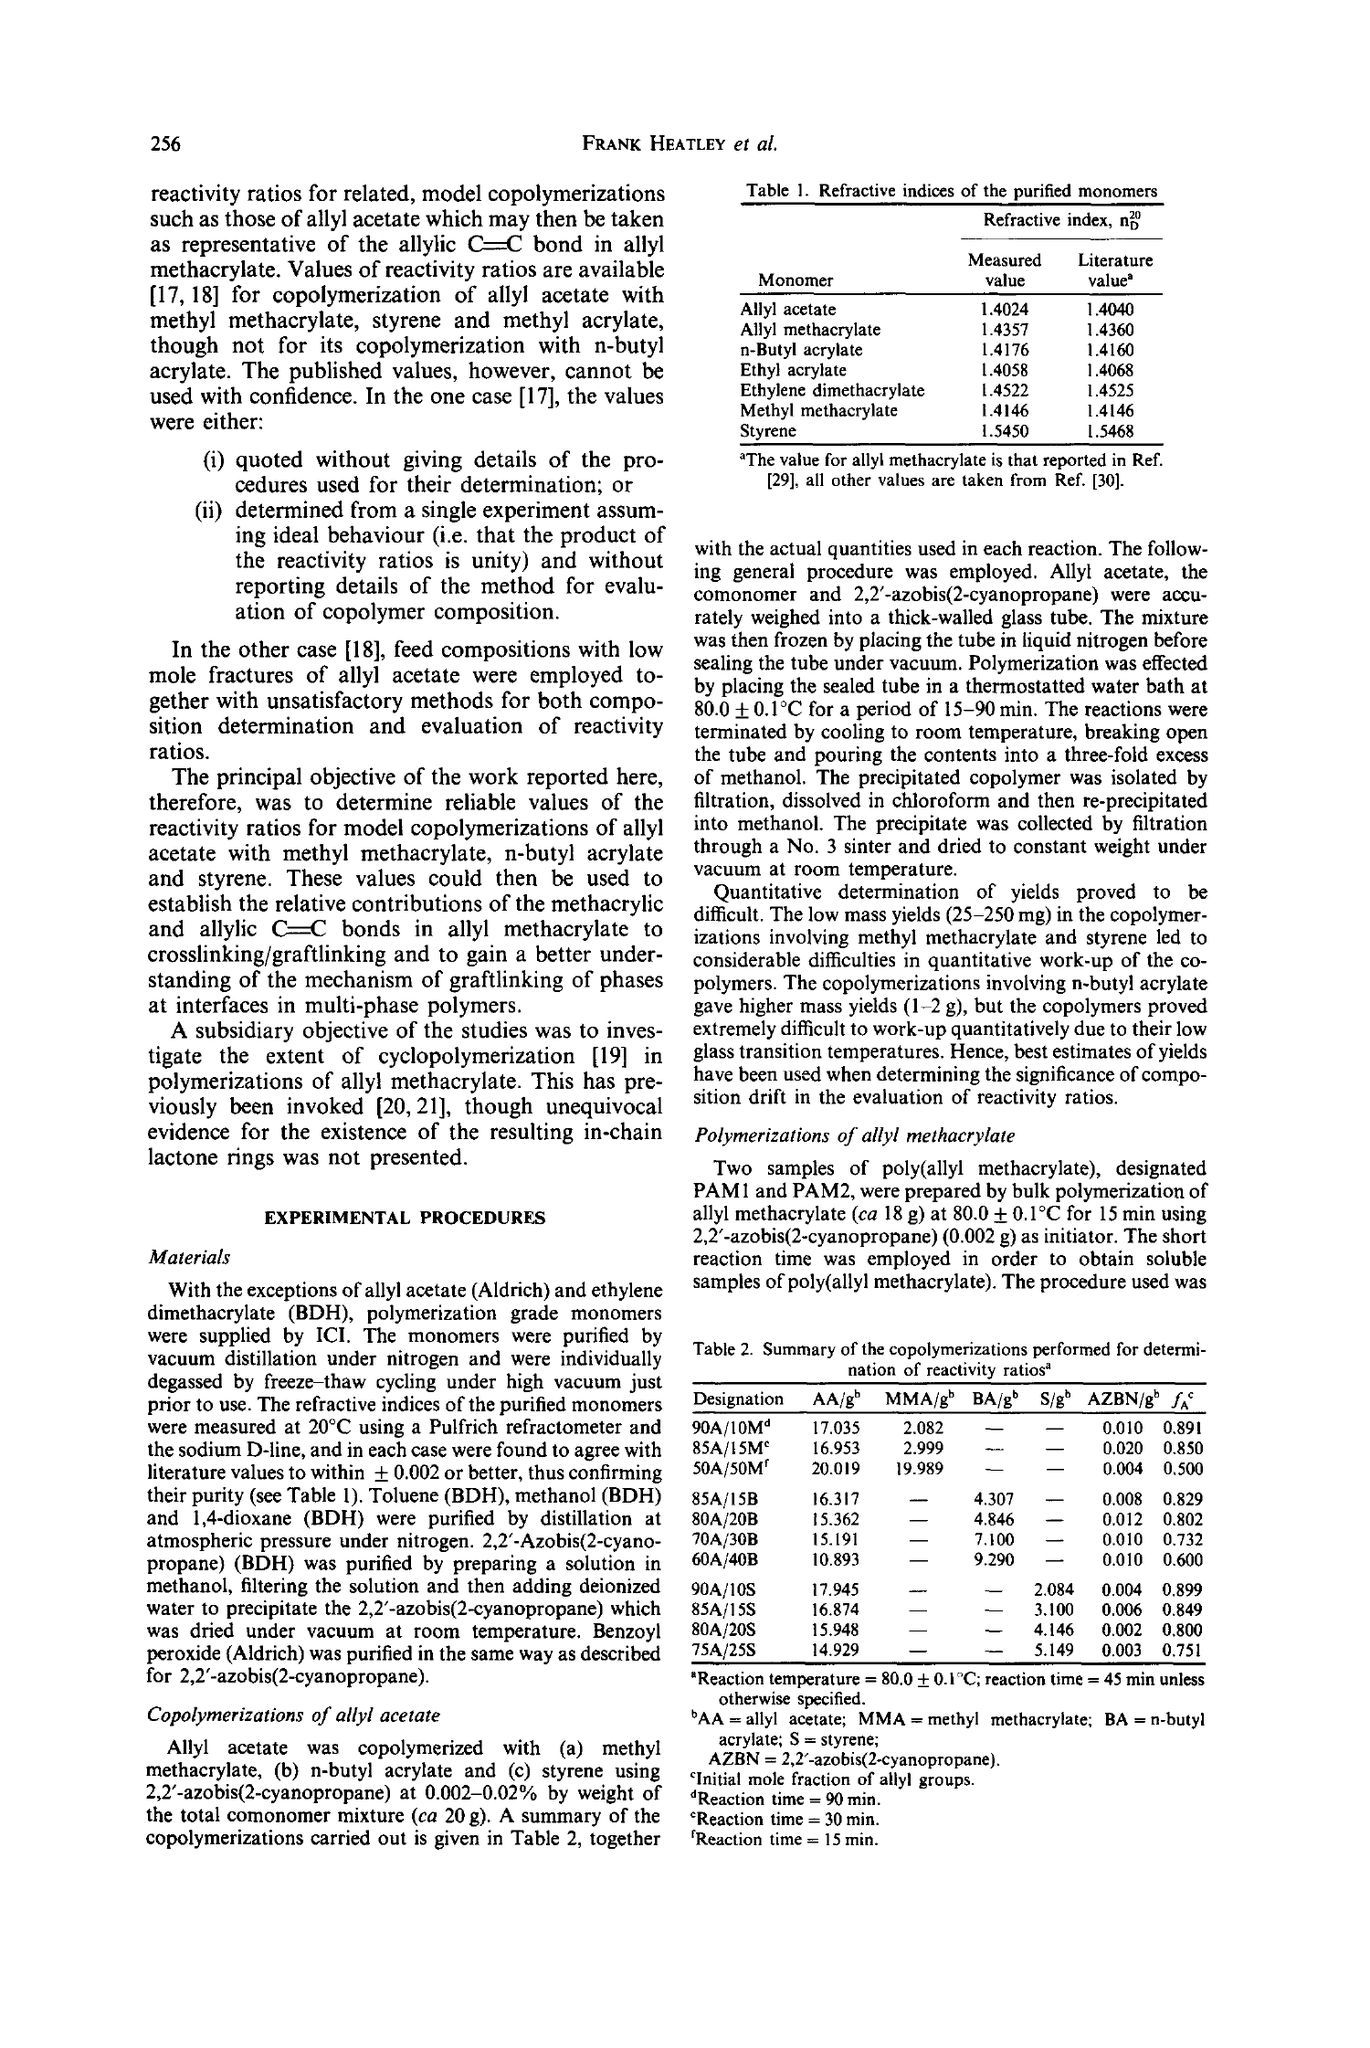 256
FRANK HEATLEY et al.
reactivity ratios for related, model copolymerizations
such as those of allyl acetate which may then be taken
as representative of the allylic C=C bond in allyl
methacrylate. Values of reactivity ratios are available
[17, 18] for copolymerization of allyl acetate with
methyl methacrylate, styrene and methyl acrylate,
though not for its copolymerization with n-butyl
acrylate. The published values, however, cannot be
used with confidence. In the one case [17], the values
were either:
(i) quoted without giving details of the pro-
cedures used for their determination; or
(ii) determined from a single experiment assum-
ing ideal behaviour (i.e. that the product of
the reactivity ratios is unity) and without
reporting details of the method for evalu-
ation of copolymer composition.
In the other case [18], feed compositions with low
mole fractures of allyl acetate were employed to-
gether with unsatisfactory methods for both compo-
sition determination and evaluation of reactivity
ratios.
The principal objective of the work reported here,
therefore, was to determine reliable values of the
reactivity ratios for model copolymerizations of allyl
acetate with methyl methacrylate, n-butyl acrylate
and styrene. These values could then be used to
establish the relative contributions of the methacrylic
and allylic C=C bonds in allyl methacrylate to
crosslinking/graftlinking and to gain a better under-
standing of the mechanism of graftlinking of phases
at interfaces in multi-phase polymers.
A subsidiary objective of the studies was to inves-
tigate the extent of cyclopolymerization [19] in
polymerizations of allyl methacrylate. This has pre-
viously been invoked [20, 21], though unequivocal
evidence for the existence of the resulting in-chain
lactone rings was not presented.
EXPERIMENTAL PROCEDURES
Materials
With the exceptions of allyl acetate (Aldrich) and ethylene
dimethacrylate (BDH), polymerization grade monomers
were supplied by ICI. The monomers were purified by
vacuum distillation under nitrogen and were individually
degassed by freeze–thaw cycling under high vacuum just
prior to use. The refractive indices of the purified monomers
were measured at 20°C using a Pulfrich refractometer and
the sodium D-line, and in each case were found to agree with
literature values to within ± 0.002 or better, thus confirming
their purity (see Table 1). Toluene (BDH), methanol (BDH)
and 1,4-dioxane (BDH) were purified by distillation at
atmospheric pressure under nitrogen. 2,2′-Azobis(2-cyano-
propane) (BDH) was purified by preparing a solution in
methanol, filtering the solution and then adding deionized
water to precipitate the 2,2′-azobis(2-cyanopropane) which
was dried under vacuum at room temperature. Benzoyl
peroxide (Aldrich) was purified in the same way as described
for 2,2′-azobis(2-cyanopropane).
Copolymerizations of allyl acetate
Allyl acetate was copolymerized with (a) methyl
methacrylate, (b) n-butyl acrylate and (c) styrene using
2,2′-azobis(2-cyanopropane) at 0.002–0.02% by weight of
the total comonomer mixture (ca 20 g). A summary of the
copolymerizations carried out is given in Table 2, together
Table 1. Refractive indices of the purified monomers
Refractive index, n20D
Measured Literature
Monomer value valueᵃ
Allyl acetate 1.4024 1.4040
Allyl methacrylate 1.4357 1.4360
n-Butyl acrylate 1.4176 1.4160
Ethyl acrylate 1.4058 1.4068
Ethylene dimethacrylate 1.4522 1.4525
Methyl methacrylate 1.4146 1.4146
Styrene 1.5450 1.5468
ᵃThe value for allyl methacrylate is that reported in Ref.
[29], all other values are taken from Ref. [30].
with the actual quantities used in each reaction. The follow-
ing general procedure was employed. Allyl acetate, the
comonomer and 2,2′-azobis(2-cyanopropane) were accu-
rately weighed into a thick-walled glass tube. The mixture
was then frozen by placing the tube in liquid nitrogen before
sealing the tube under vacuum. Polymerization was effected
by placing the sealed tube in a thermostatted water bath at
80.0 ± 0.1°C for a period of 15–90 min. The reactions were
terminated by cooling to room temperature, breaking open
the tube and pouring the contents into a three-fold excess
of methanol. The precipitated copolymer was isolated by
filtration, dissolved in chloroform and then re-precipitated
into methanol. The precipitate was collected by filtration
through a No. 3 sinter and dried to constant weight under
vacuum at room temperature.
Quantitative determination of yields proved to be
difficult. The low mass yields (25–250 mg) in the copolymer-
izations involving methyl methacrylate and styrene led to
considerable difficulties in quantitative work-up of the co-
polymers. The copolymerizations involving n-butyl acrylate
gave higher mass yields (1–2 g), but the copolymers proved
extremely difficult to work-up quantitatively due to their low
glass transition temperatures. Hence, best estimates of yields
have been used when determining the significance of compo-
sition drift in the evaluation of reactivity ratios.
Polymerizations of allyl methacrylate
Two samples of poly(allyl methacrylate), designated
PAM1 and PAM2, were prepared by bulk polymerization of
allyl methacrylate (ca 18 g) at 80.0 ± 0.1°C for 15 min using
2,2′-azobis(2-cyanopropane) (0.002 g) as initiator. The short
reaction time was employed in order to obtain soluble
samples of poly(allyl methacrylate). The procedure used was
Table 2. Summary of the copolymerizations performed for determi-
nation of reactivity ratiosᵃ
Designation AA/gᵇ MMA/gᵇ BA/gᵇ S/gᵇ AZBN/gᵇ fAᶜ
90A/10Mᵈ 17.035 2.082 — — 0.010 0.891
85A/15Mᵉ 16.953 2.999 — — 0.020 0.850
50A/50Mᶠ 20.019 19.989 — — 0.004 0.500
85A/15B 16.317 — 4.307 — 0.008 0.829
80A/20B 15.362 — 4.846 — 0.012 0.802
70A/30B 15.191 — 7.100 — 0.010 0.732
60A/40B 10.893 — 9.290 — 0.010 0.600
90A/10S 17.945 — — 2.084 0.004 0.899
85A/15S 16.874 — — 3.100 0.006 0.849
80A/20S 15.948 — — 4.146 0.002 0.800
75A/25S 14.929 — — 5.149 0.003 0.751
ᵃReaction temperature = 80.0 ± 0.1°C; reaction time = 45 min unless
otherwise specified.
ᵇAA = allyl acetate; MMA = methyl methacrylate; BA = n-butyl
acrylate; S = styrene;
AZBN = 2,2′-azobis(2-cyanopropane).
ᶜInitial mole fraction of allyl groups.
ᵈReaction time = 90 min.
ᵉReaction time = 30 min.
ᶠReaction time = 15 min.